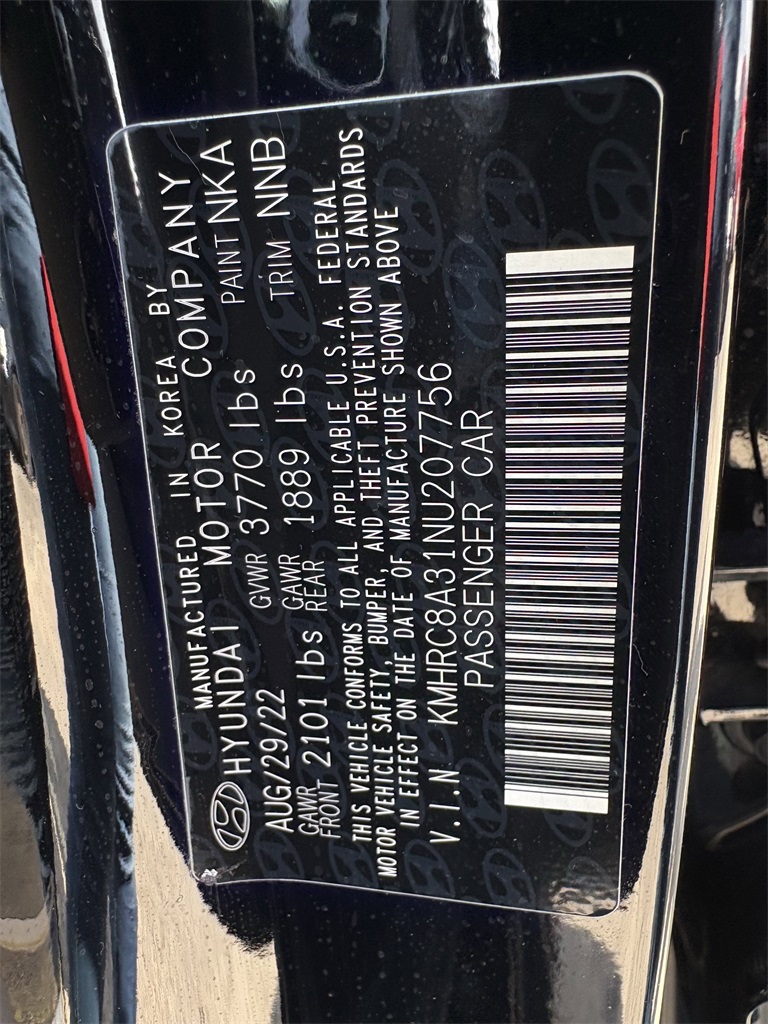 MANUFACTURED IN KOREA BY
HYUNDAI MOTOR COMPANY
AUG/29/22 GVWR 3770 lbs PAINT NKA
GAWR FRONT 2101 lbs GAWR REAR 1889 lbs TRIM NNB
THIS VEHICLE CONFORMS TO ALL APPLICABLE U.S.A. FEDERAL
MOTOR VEHICLE SAFETY, BUMPER, AND THEFT PREVENTION STANDARDS
IN EFFECT ON THE DATE OF MANUFACTURE SHOWN ABOVE
V.I.N KMHRC8A31NU207756
PASSENGER CAR